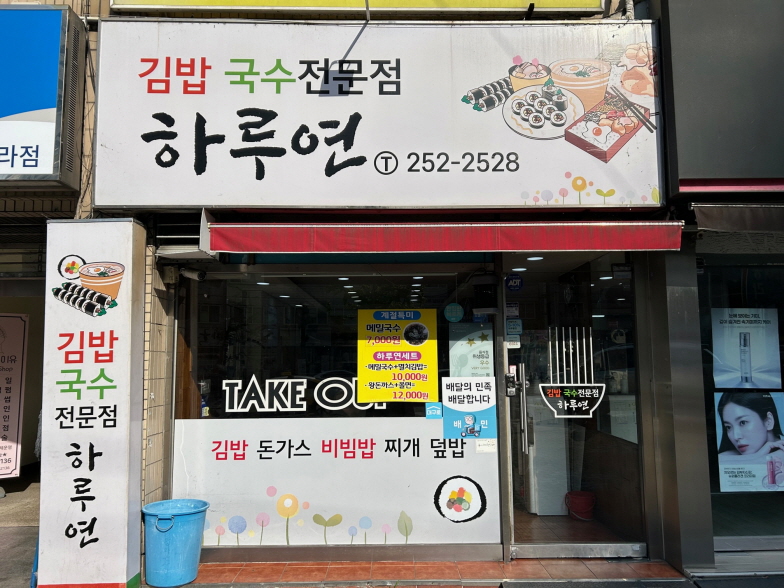 김밥 국수전문점
하루연 Ⓣ 252-2528
라점
김밥
국수
전문점
하루연
ADT
계절특미
메밀국수
7,000원
하루연세트
·메밀국수+멸치김밥=
10,000원
·왕돈까스+쫄면=
12,000원
TAKE OUT
배달의 민족
배달합니다
배 민
김밥 국수전문점
하루연
김밥 돈가스 비빔밥 찌개 덮밥